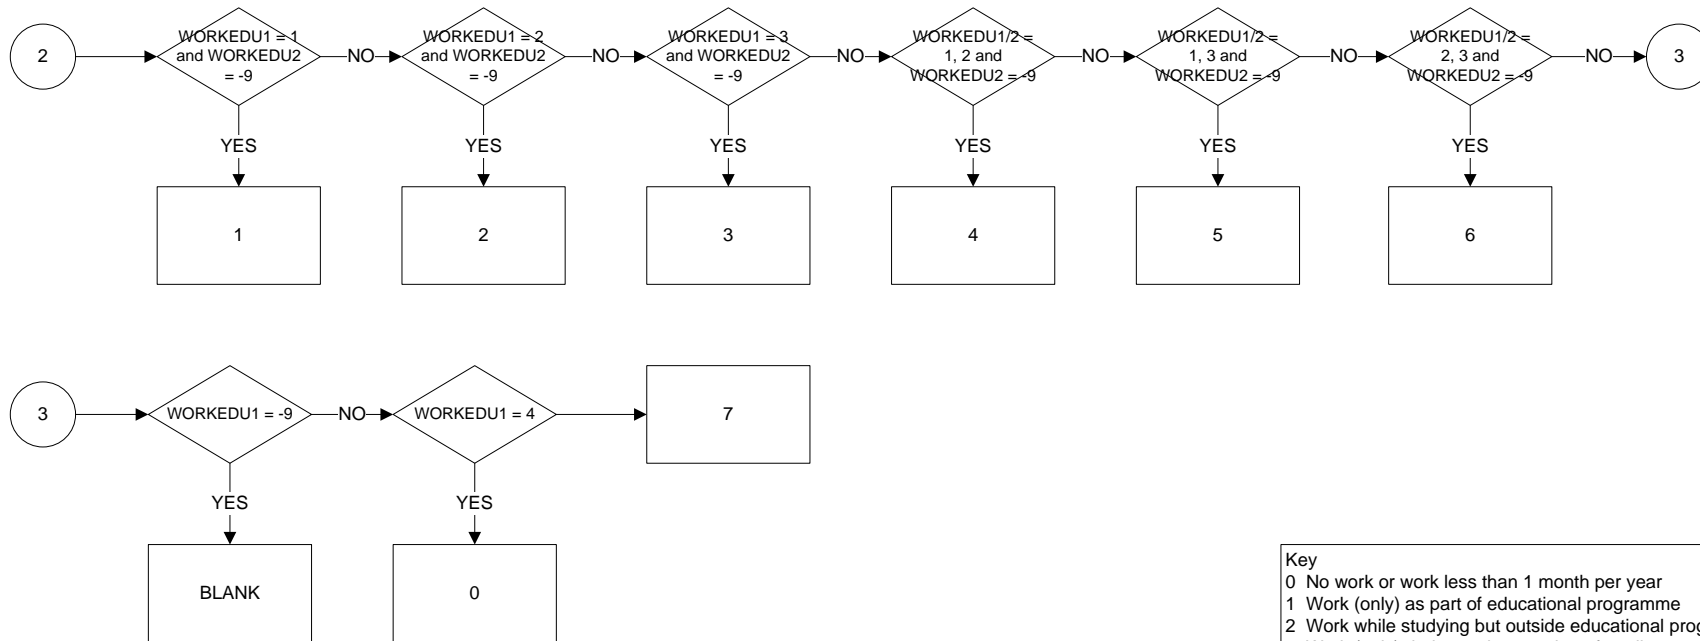 2
WORKEDU1 = 1
and WORKEDU2
= -9
NO
WORKEDU1 = 2
and WORKEDU2
= -9
NO
WORKEDU1 = 3
and WORKEDU2
= -9
NO
WORKEDU1/2 =
1, 2 and
WORKEDU2 = -9
NO
WORKEDU1/2 =
1, 3 and
WORKEDU2 = -9
NO
WORKEDU1/2 =
2, 3 and
WORKEDU2 = -9
NO
3
YES
YES
YES
YES
YES
YES
1
2
3
4
5
6
3
WORKEDU1 = -9
NO
WORKEDU1 = 4
7
YES
YES
BLANK
0
Key
0 No work or work less than 1 month per year
1 Work (only) as part of educational programme
2 Work while studying but outside educational prog